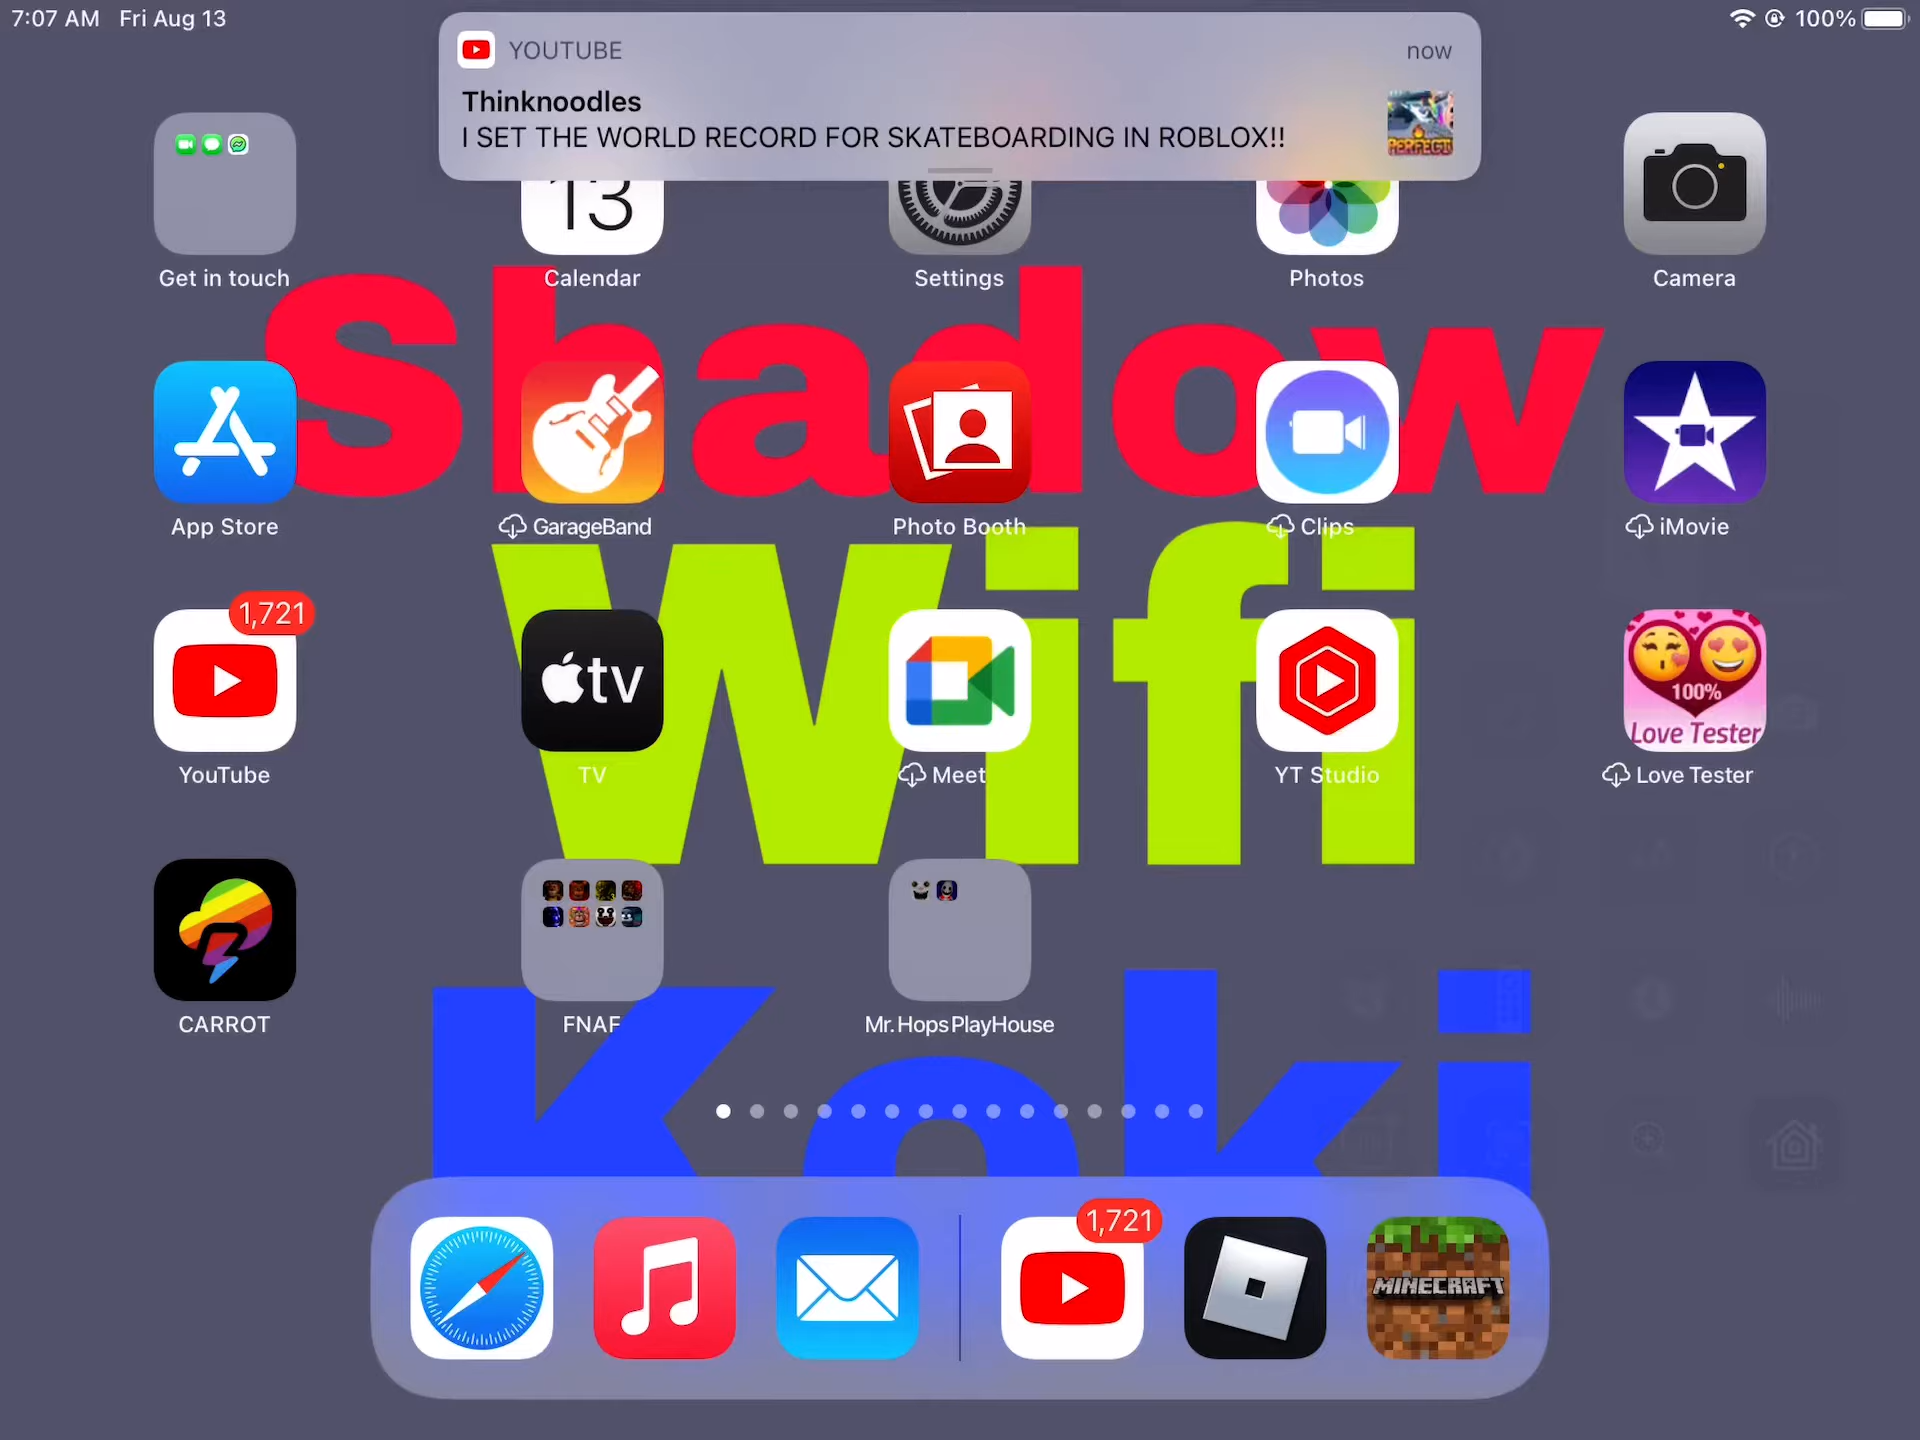 7:07 AM Fri Aug 13
100%
YOUTUBE
now
Thinknoodles
I SET THE WORLD RECORD FOR SKATEBOARDING IN ROBLOX!!
PERFECT
13
Get in touch
Calendar
Settings
Photos
Camera
Shadow
App Store
GarageBand
Photo Booth
Clips
iMovie
Wifi
1,721
tv
100%
Love Tester
YouTube
TV
Meet
YT Studio
Love Tester
CARROT
FNAF
Mr. Hops PlayHouse
Koki
1,721
MINECRAFT